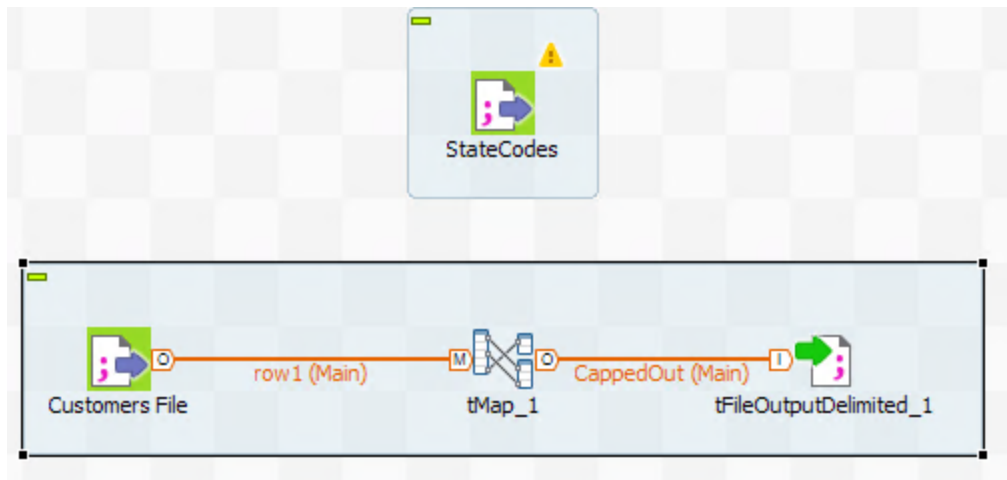 StateCodes
O
row1 (Main)
M
O
CappedOut (Main)
I
Customers File
tMap_1
tFileOutputDelimited_1